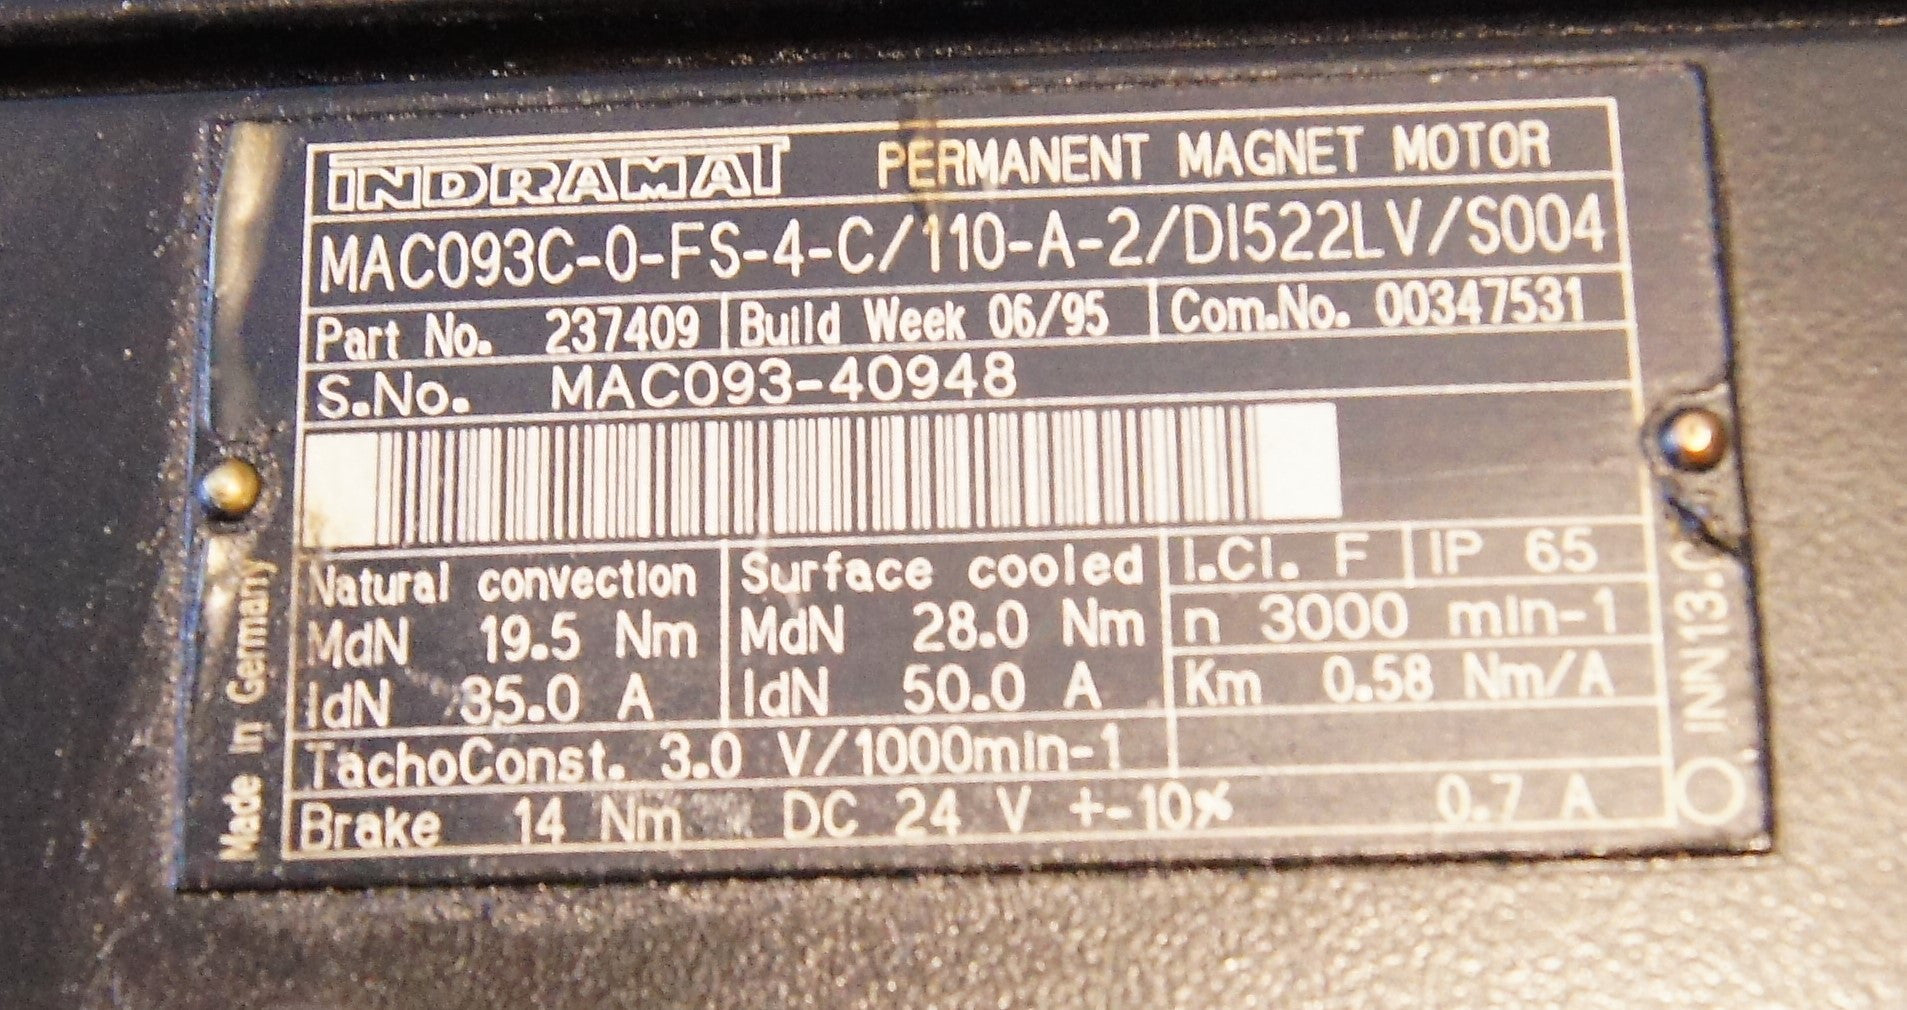 INDRAMAT PERMANENT MAGNET MOTOR
MAC093C-0-FS-4-C/110-A-2/DI522LV/S004
Part No. 237409 Build Week 06/95 Com.No. 00347531
S.No. MAC093-40948
Natural convection Surface cooled I.Cl. F IP 65
MdN 19.5 Nm MdN 28.0 Nm n 3000 min-1
IdN 35.0 A IdN 50.0 A Km 0.58 Nm/A
TachoConst. 3.0 V/1000min-1
Brake 14 Nm DC 24 V +-10% 0.7 A
Made in Germany